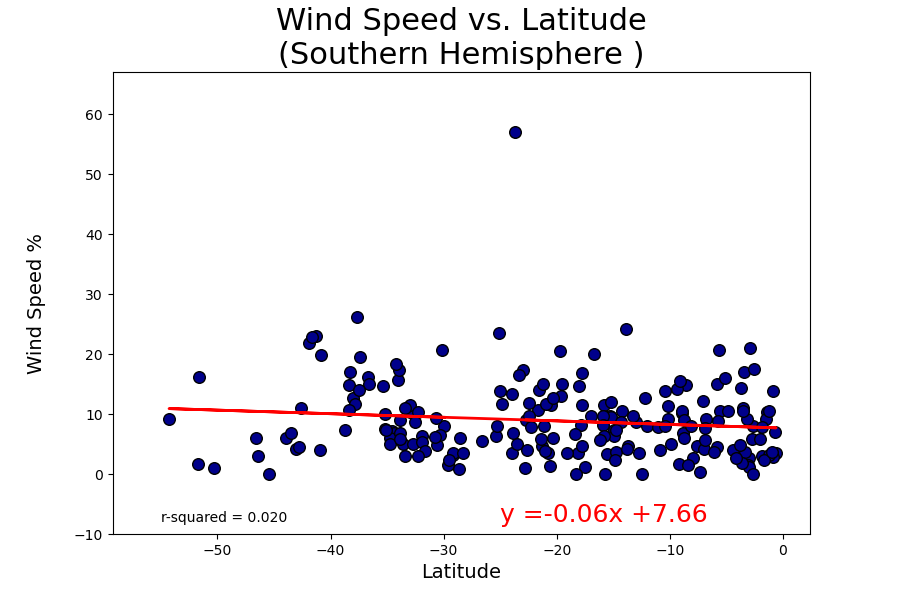 Wind Speed vs. Latitude
(Southern Hemisphere )
Wind Speed %
60
50
40
30
20
10
0
−10
r-squared = 0.020
y =-0.06x +7.66
−50
−40
−30
−20
−10
0
Latitude